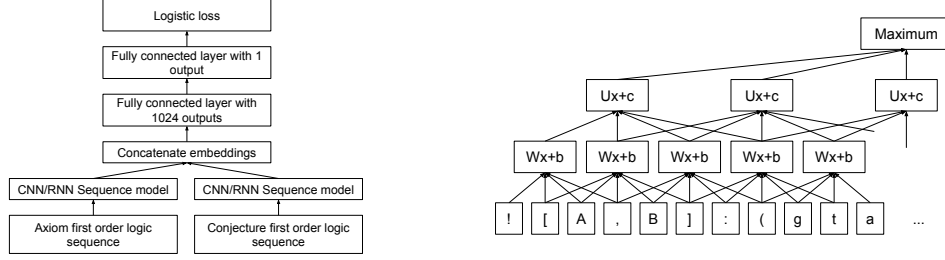 Logistic loss
Fully connected layer with 1
output
Fully connected layer with
1024 outputs
Concatenate embeddings
CNN/RNN Sequence model
CNN/RNN Sequence model
Axiom first order logic
sequence
Conjecture first order logic
sequence
Maximum
Ux+c
Ux+c
Ux+c
Wx+b
Wx+b
Wx+b
Wx+b
Wx+b
! [ A , B ] : ( g t a ...